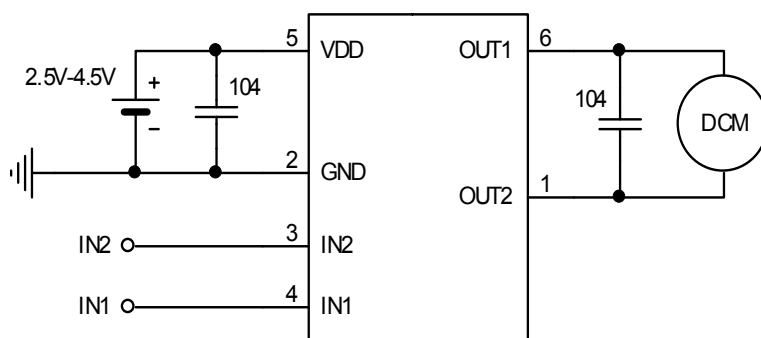 5 VDD OUT1 6
2.5V-4.5V + 104 104 DCM
−
2 GND
OUT2 1
IN2 3 IN2
IN1 4 IN1